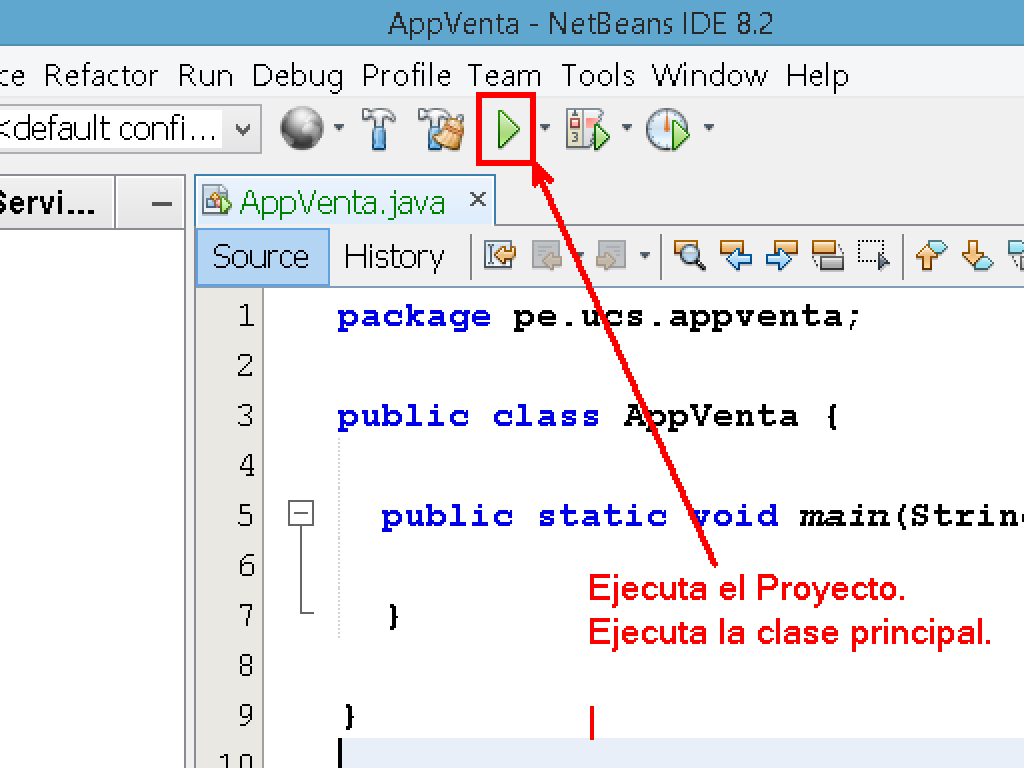 AppVenta - NetBeans IDE 8.2
ce Refactor Run Debug Profile Team Tools Window Help
<default confi...
Servi...
AppVenta.java
Source History
1 package pe.ucs.appventa;
2
3 public class AppVenta {
4
5 public static void main(String
6
7 }
8
9 }
10
Ejecuta el Proyecto.
Ejecuta la clase principal.